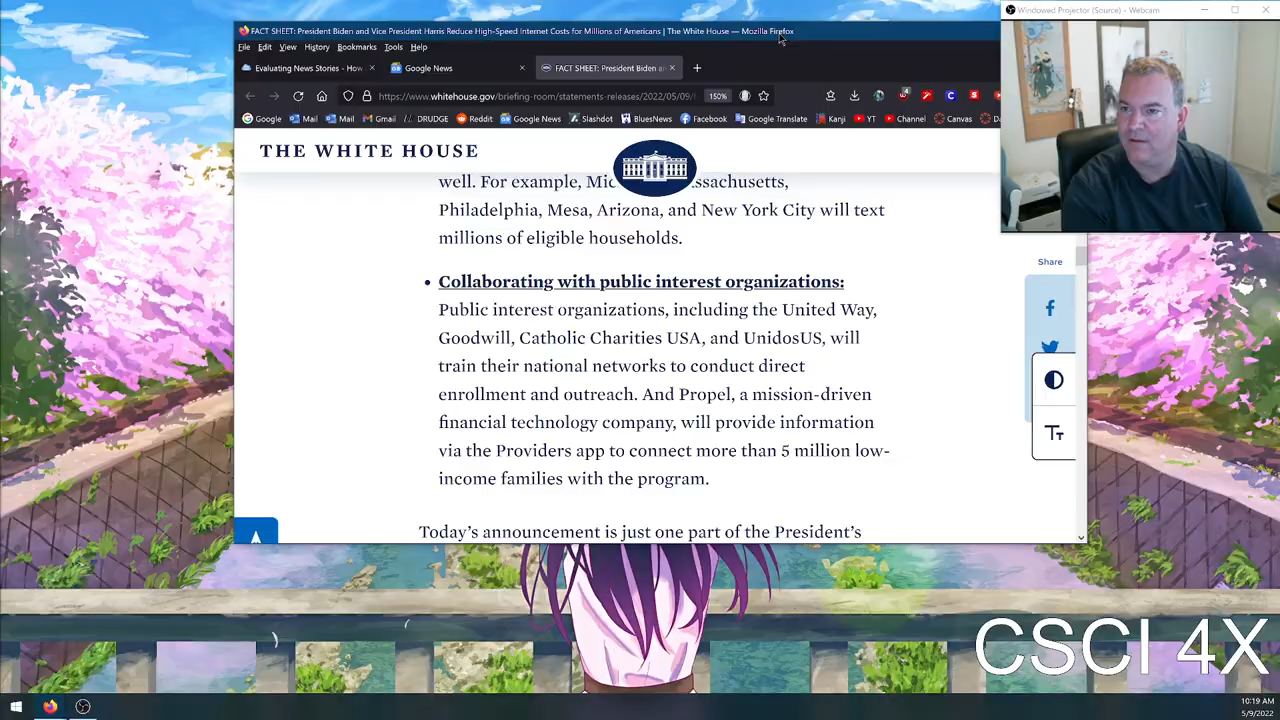 FACT SHEET: President Biden and Vice President Harris Reduce High-Speed Internet Costs for Millions of Americans | The White House — Mozilla Firefox
Windowed Projector (Source) - Webcam
File Edit View History Bookmarks Tools Help
Evaluating News Stories - How
Google News
FACT SHEET: President Biden a
https://www.whitehouse.gov/briefing-room/statements-releases/2022/05/09/
150%
Google Mail Mail Gmail DRUDGE Reddit Google News Slashdot BluesNews Facebook Google Translate Kanji YT Channel Canvas
THE WHITE HOUSE
well. For example, Mic ssachusetts,
Philadelphia, Mesa, Arizona, and New York City will text
millions of eligible households.
Share
• Collaborating with public interest organizations:
Public interest organizations, including the United Way,
Goodwill, Catholic Charities USA, and UnidosUS, will
train their national networks to conduct direct
enrollment and outreach. And Propel, a mission-driven
financial technology company, will provide information
via the Providers app to connect more than 5 million low-
income families with the program.
Today's announcement is just one part of the President's
CSCI 4X
10:19 AM
5/9/2022